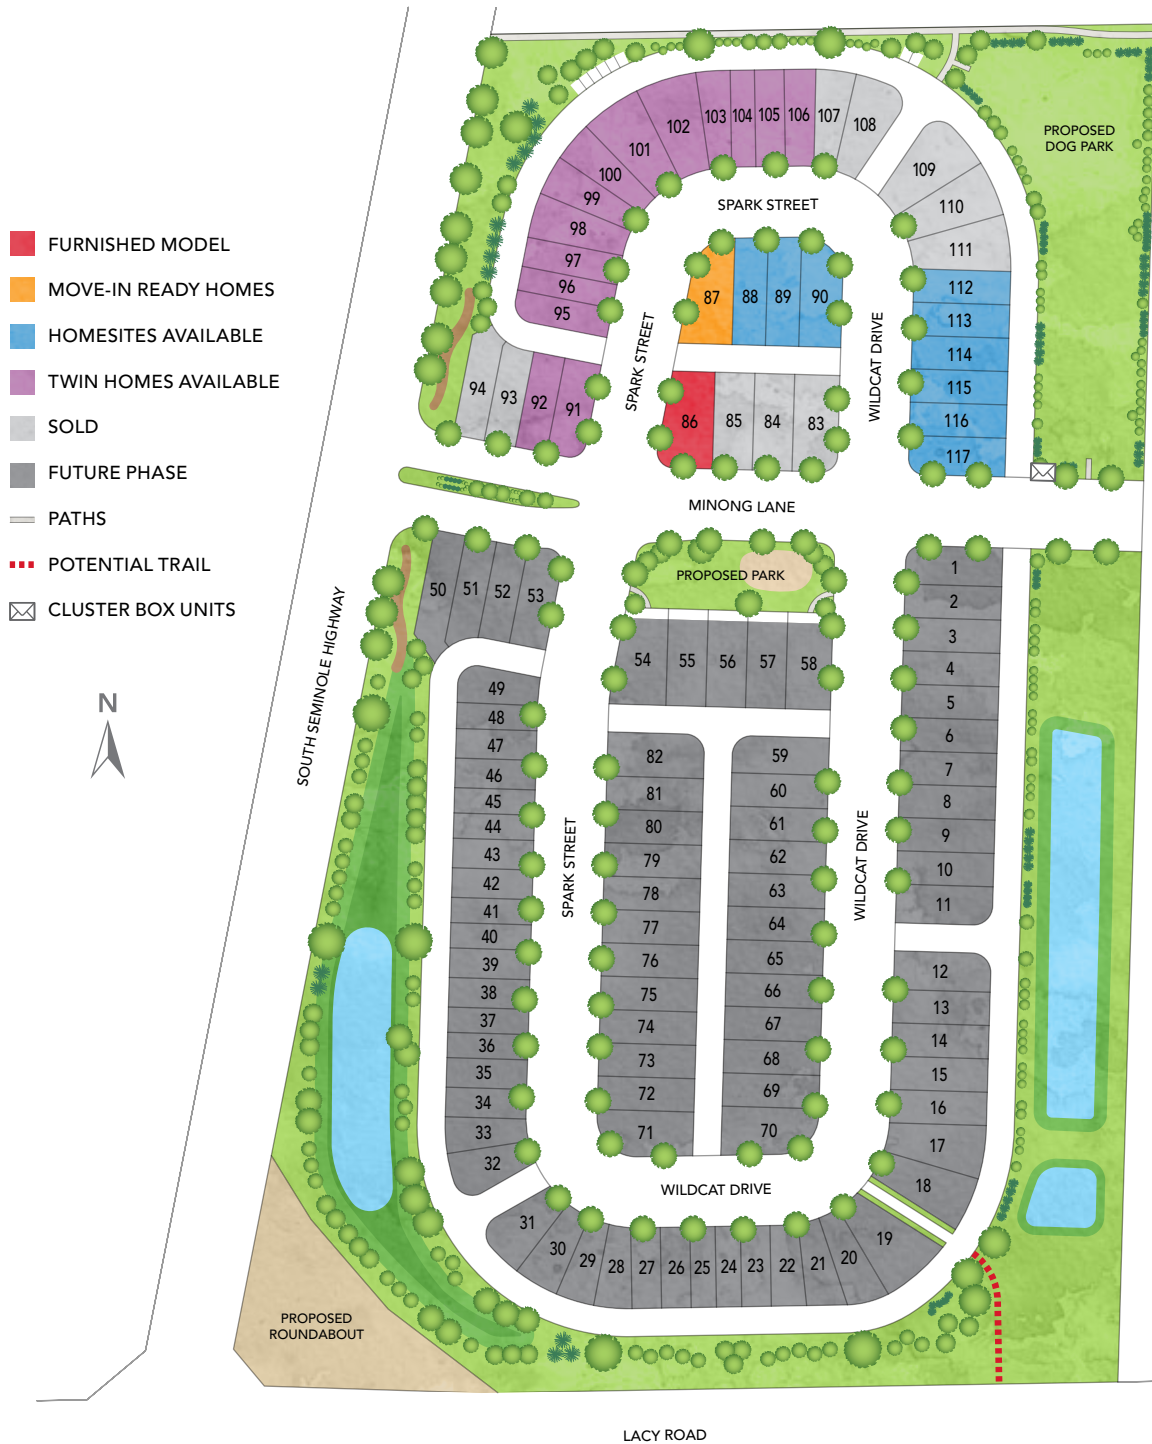 FURNISHED MODEL
MOVE-IN READY HOMES
HOMESITES AVAILABLE
TWIN HOMES AVAILABLE
SOLD
FUTURE PHASE
PATHS
POTENTIAL TRAIL
CLUSTER BOX UNITS
N
SOUTH SEMINOLE HIGHWAY
PROPOSED
DOG PARK
103 104 105 106 107 108
102
101
100
99
98
97
96
95
109
110
111
112
113
114
115
116
117
SPARK STREET
87 88 89 90
SPARK STREET
WILDCAT DRIVE
94 93 92 91
86 85 84 83
MINONG LANE
PROPOSED PARK
50 51 52 53
54 55 56 57 58
1
2
3
4
5
6
7
8
9
10
11
12
13
14
15
16
17
18
49
48
47
46
45
44
43
42
41
40
39
38
37
36
35
34
33
32
SPARK STREET
82
81
80
79
78
77
76
75
74
73
72
71
59
60
61
62
63
64
65
66
67
68
69
70
WILDCAT DRIVE
WILDCAT DRIVE
31 30 29 28 27 26 25 24 23 22 21 20 19
PROPOSED
ROUNDABOUT
LACY ROAD